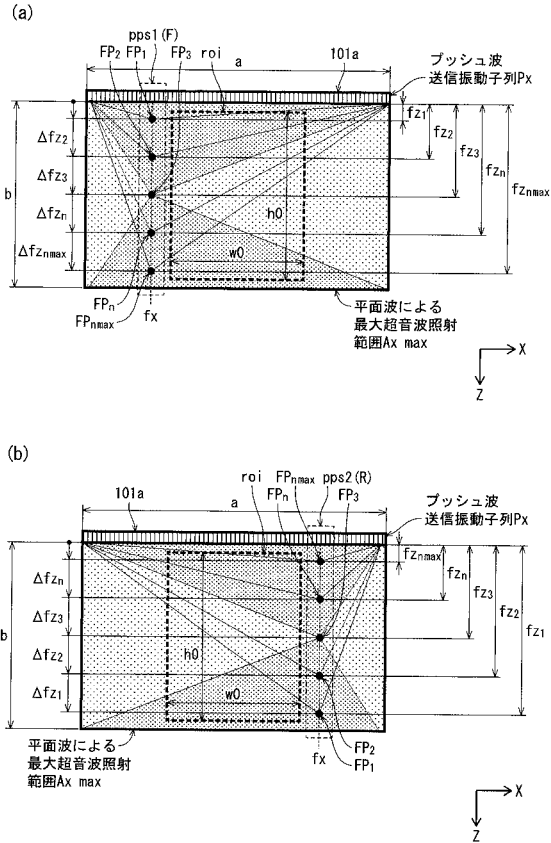 (a)
pps1(F)
FP2 FP1 FP3 roi
a
101a
プッシュ波
送信振動子列Px
fz1
fz2
fz3
fzn
fznmax
b
Δfz2
Δfz3
Δfzn
Δfznmax
h0
w0
FPn
FPnmax
fx
平面波による
最大超音波照射
範囲Ax max
X
Z
(b)
roi FPnmax pps2(R)
101a
FPn FP3
a
プッシュ波
送信振動子列Px
fznmax
fzn
fz3
fz2
fz1
b
Δfzn
Δfz3
Δfz2
Δfz1
h0
w0
FP2
FP1
fx
平面波による
最大超音波照射
範囲Ax max
X
Z